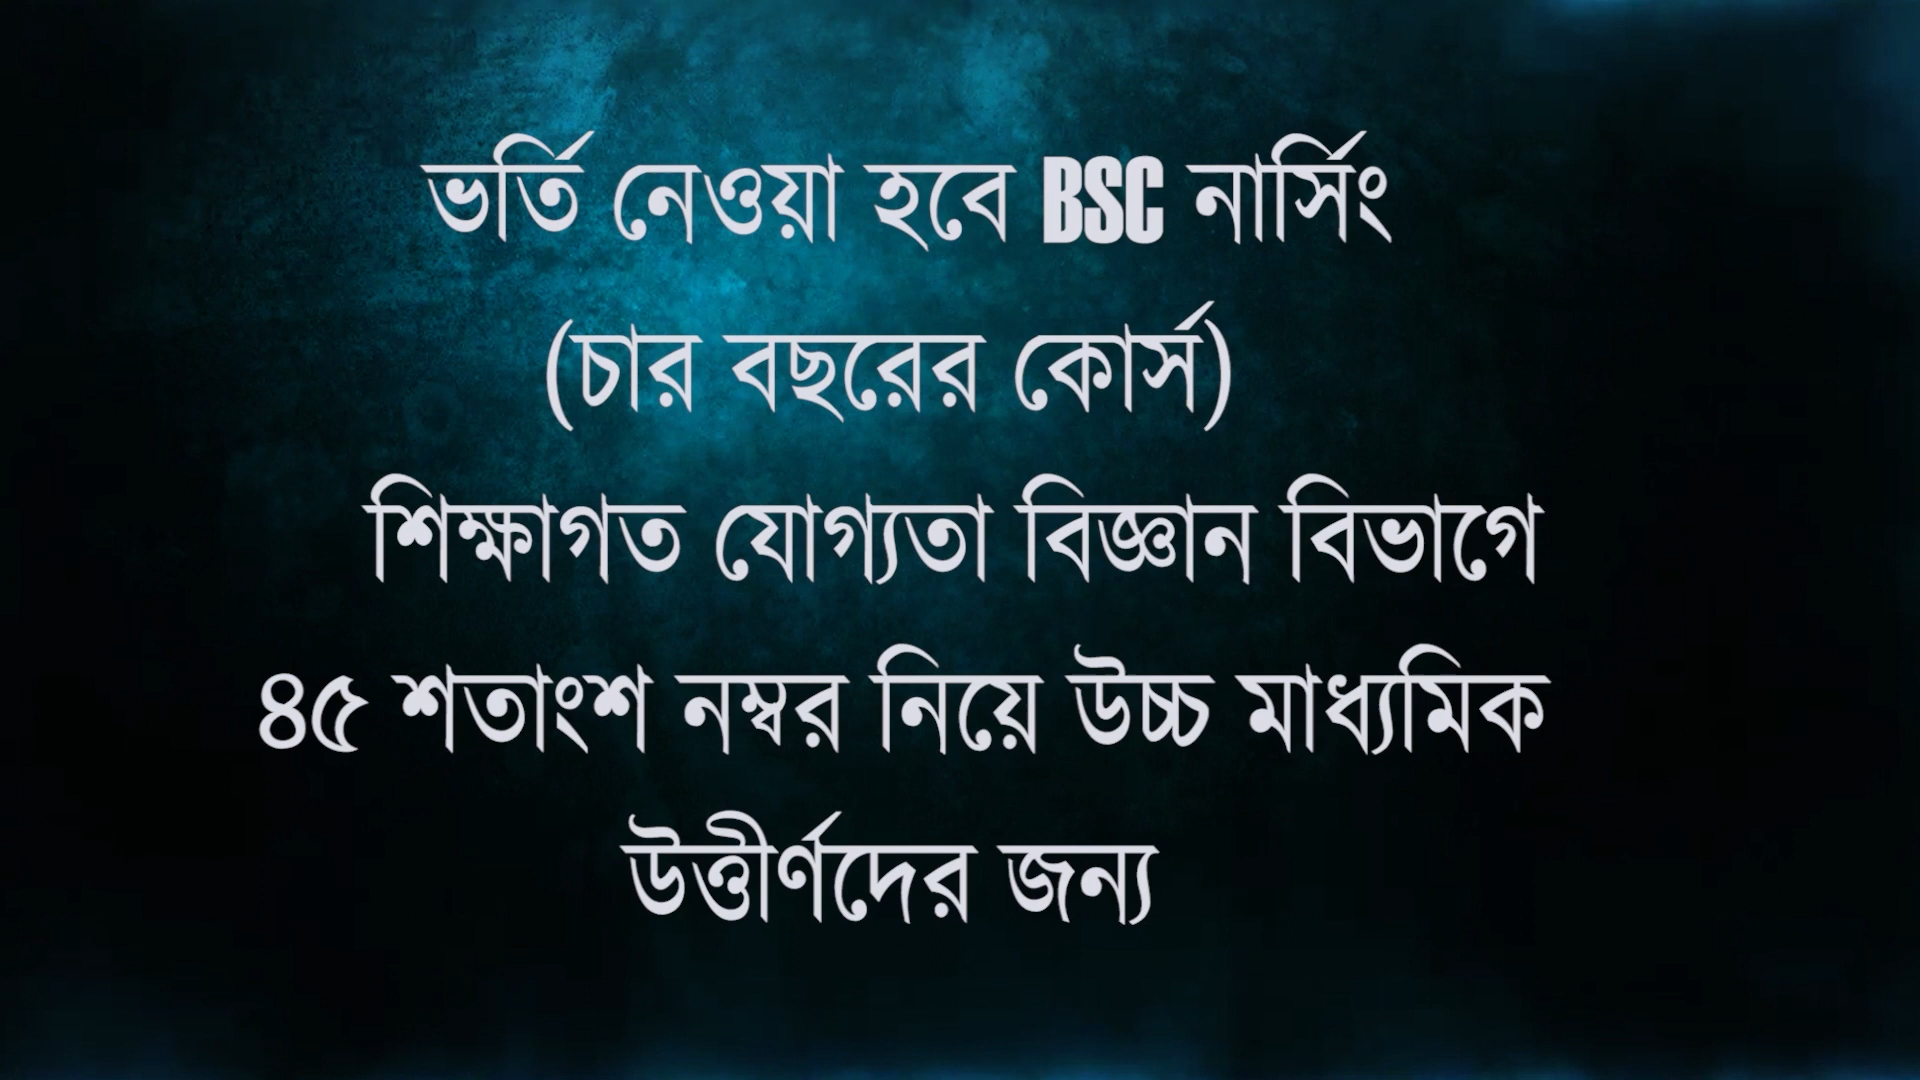 ভর্তি নেওয়া হবে BSC নার্সিং
(চার বছরের কোর্স)
শিক্ষাগত যোগ্যতা বিজ্ঞান বিভাগে
৪৫ শতাংশ নম্বর নিয়ে উচ্চ মাধ্যমিক
উত্তীর্ণদের জন্য